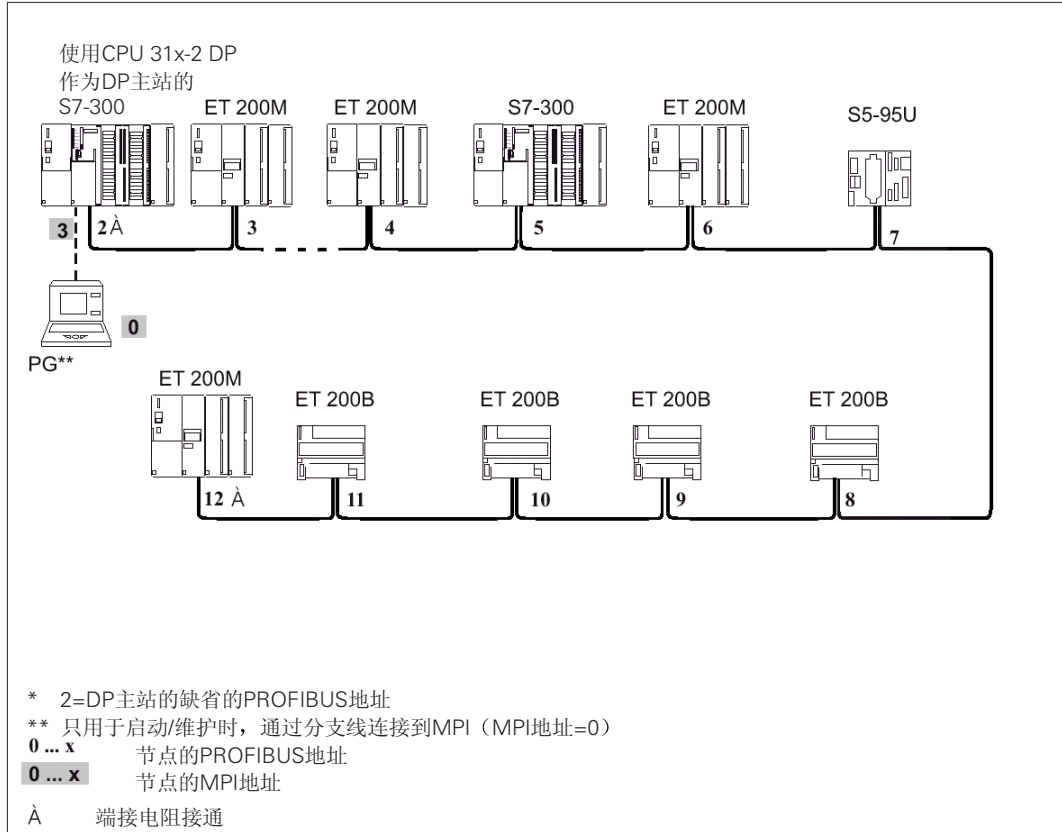 使用CPU 31x-2 DP
作为DP主站的
S7-300
ET 200M
ET 200M
S7-300
ET 200M
S5-95U
3
2À
3
4
5
6
7
0
PG**
ET 200M
ET 200B
ET 200B
ET 200B
ET 200B
12 À
11
10
9
8
* 2=DP主站的缺省的PROFIBUS地址
** 只用于启动/维护时，通过分支线连接到MPI（MPI地址=0）
0 ... x 节点的PROFIBUS地址
0 ... x 节点的MPI地址
À 端接电阻接通